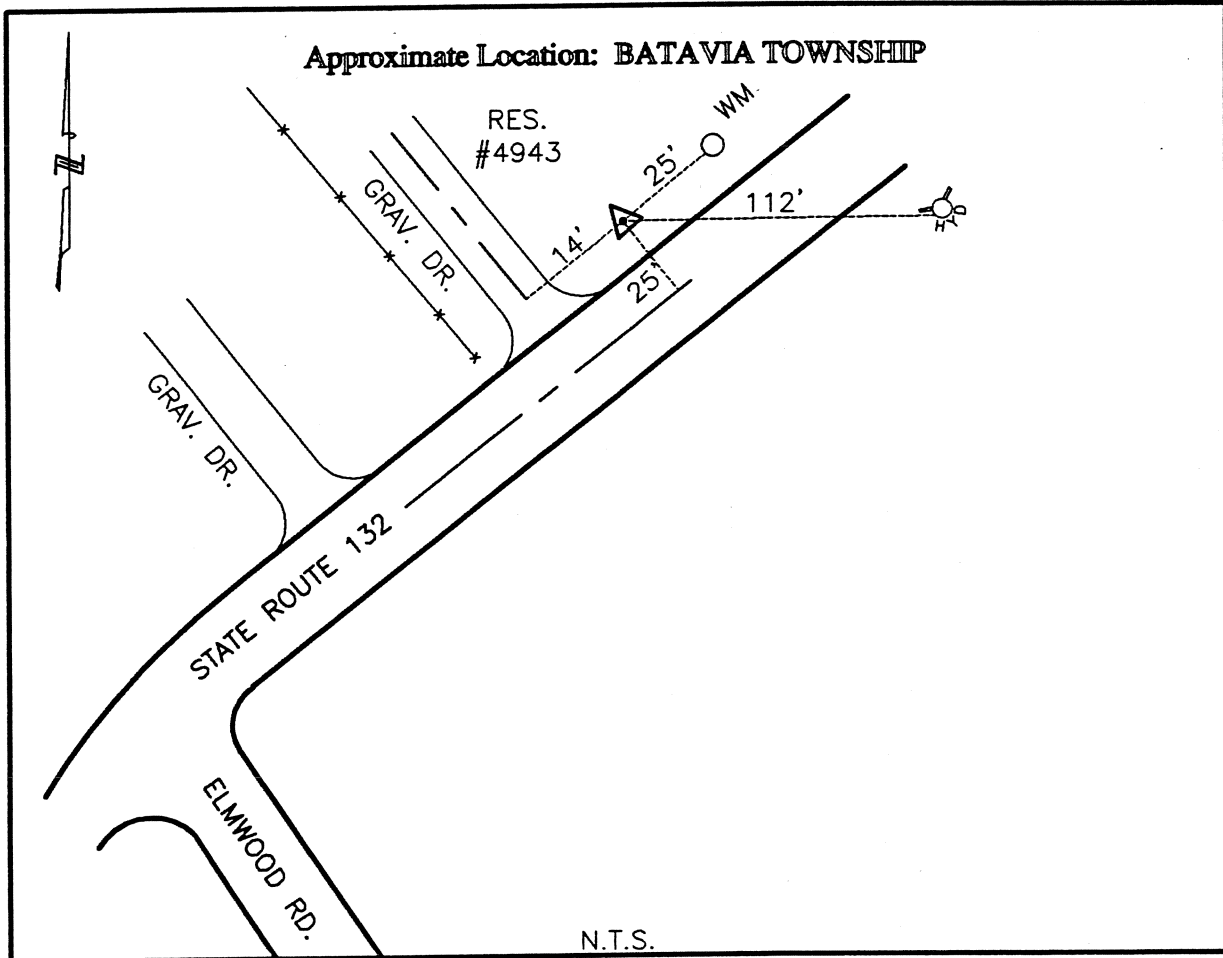 Approximate Location: BATAVIA TOWNSHIP
N
RES.
#4943
WM
25'
112'
HYD
14'
25'
GRAV. DR.
GRAV. DR.
STATE ROUTE 132
ELMWOOD RD.
N.T.S.